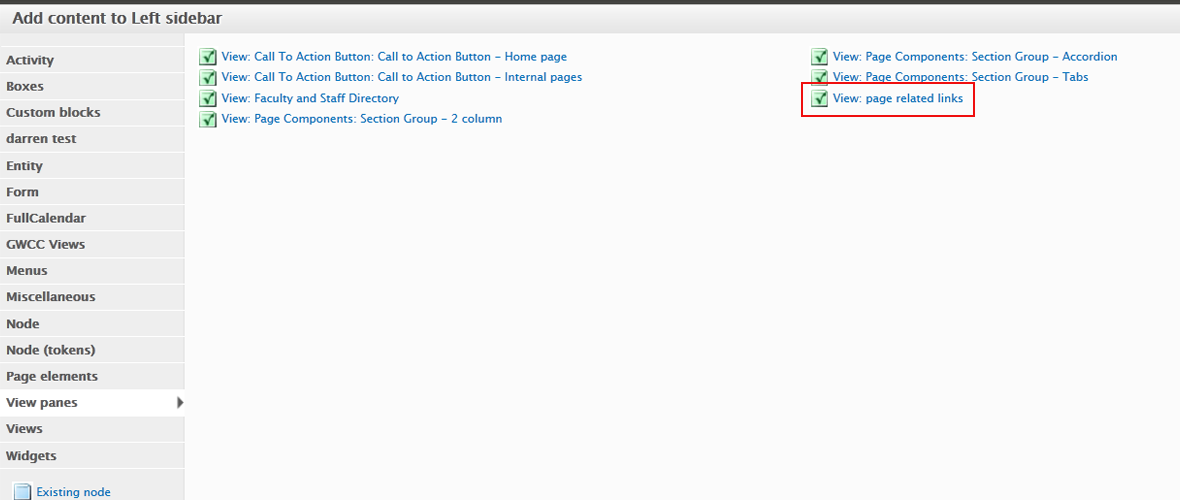 Add content to Left sidebar
Activity
Boxes
Custom blocks
darren test
Entity
Form
FullCalendar
GWCC Views
Menus
Miscellaneous
Node
Node (tokens)
Page elements
View panes
Views
Widgets
Existing node
View: Call To Action Button: Call to Action Button - Home page
View: Call To Action Button: Call to Action Button - Internal pages
View: Faculty and Staff Directory
View: Page Components: Section Group - 2 column
View: Page Components: Section Group - Accordion
View: Page Components: Section Group - Tabs
View: page related links